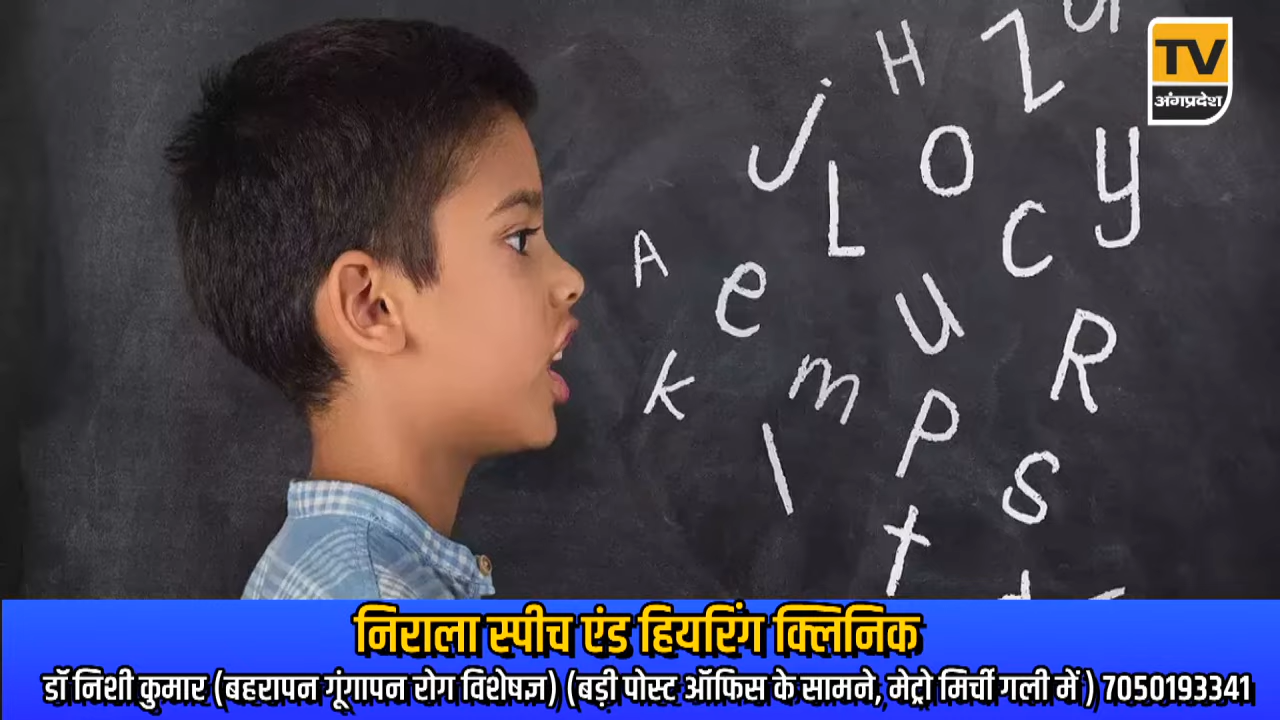 H Z
TV
अंगप्रदेश
J O y
L C
A e u
R
k m P
l S
t
निराला स्पीच एंड हियरिंग क्लिनिक
डॉ निशी कुमार (बहरापन गूंगापन रोग विशेषज्ञ) (बड़ी पोस्ट ऑफिस के सामने, मेट्रो मिर्ची गली में ) 7050193341